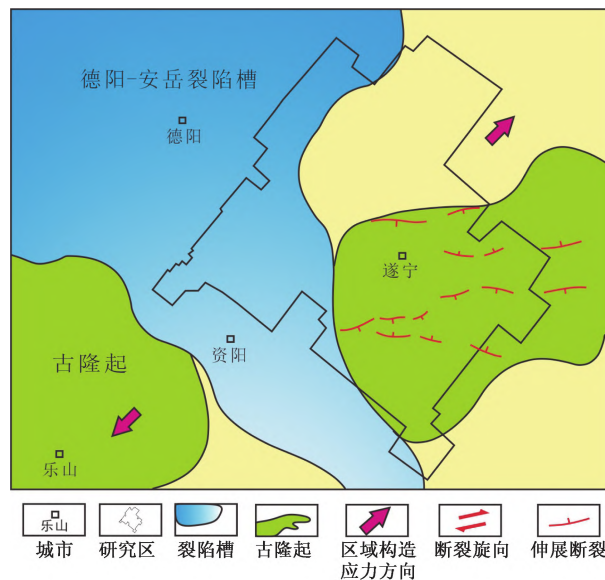 德阳-安岳裂陷槽
德阳
遂宁
资阳
古隆起
乐山
乐山
城市
研究区
裂陷槽
古隆起
区域构造
应力方向
断裂旋向
伸展断裂